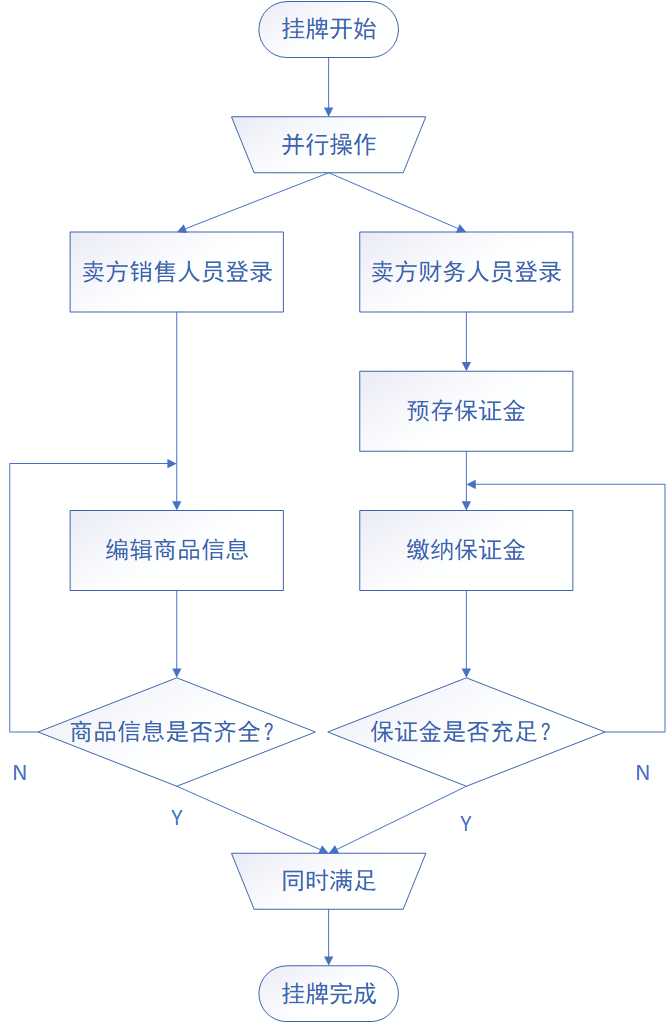 挂牌开始
并行操作
卖方销售人员登录
卖方财务人员登录
预存保证金
编辑商品信息
缴纳保证金
商品信息是否齐全？
保证金是否充足？
N
N
Y
Y
同时满足
挂牌完成